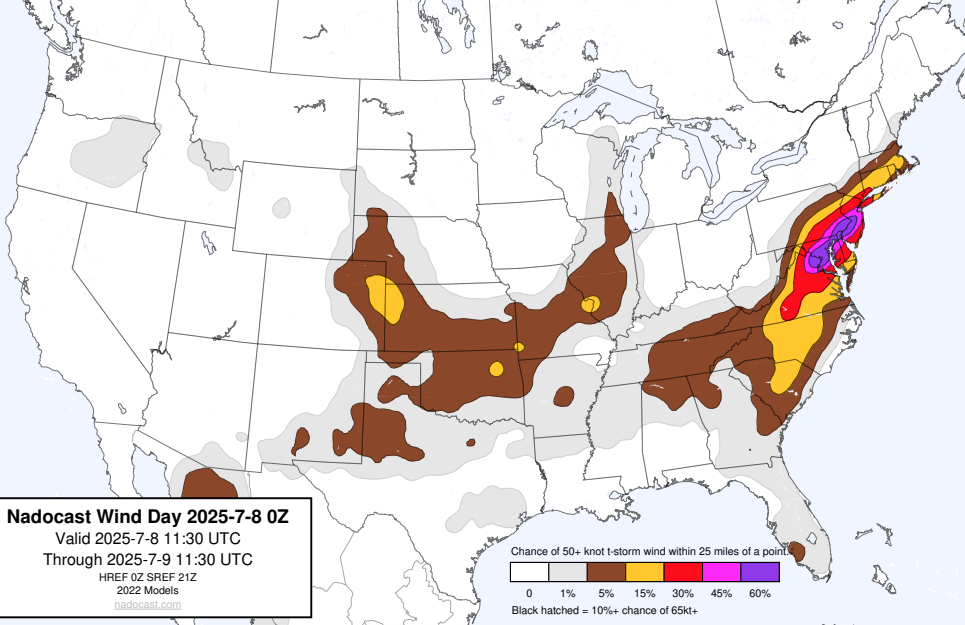 Nadocast Wind Day 2025-7-8 0Z
Valid 2025-7-8 11:30 UTC
Through 2025-7-9 11:30 UTC
HREF 0Z SREF 21Z
2022 Models
nadocast.com
Chance of 50+ knot t-storm wind within 25 miles of a point.
0 1% 5% 15% 30% 45% 60%
Black hatched = 10%+ chance of 65kt+